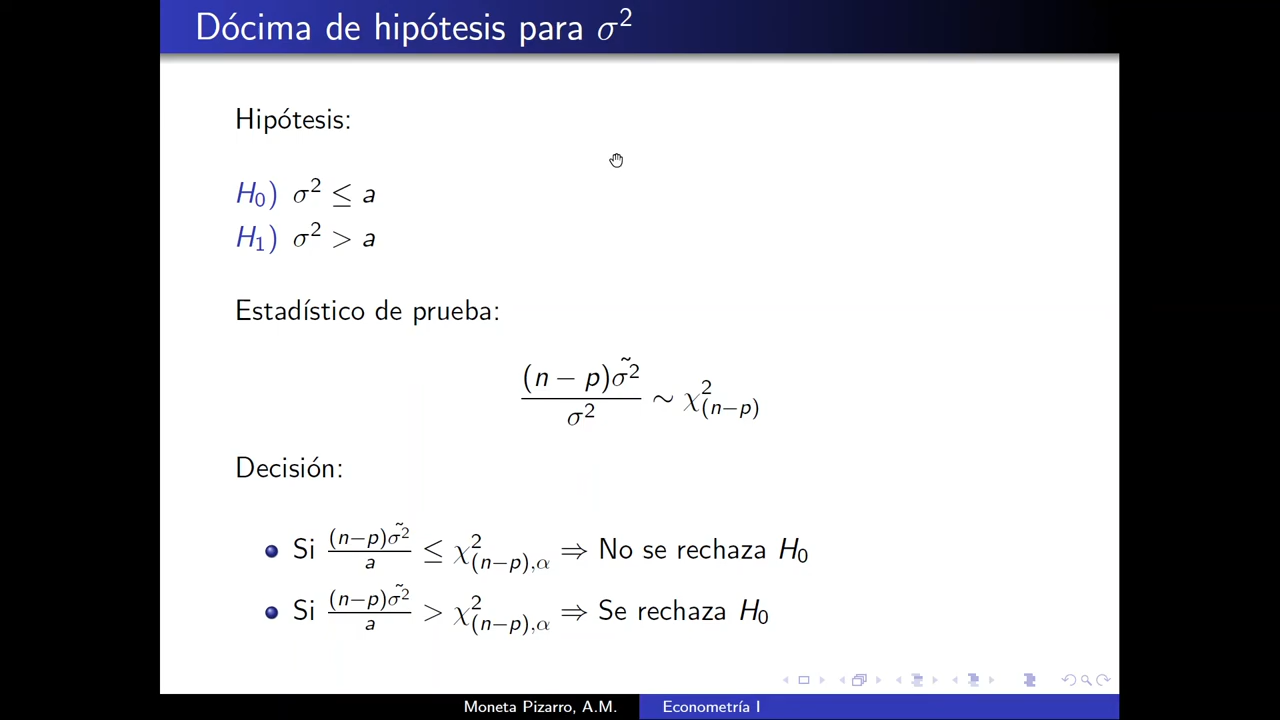 Dócima de hipótesis para σ²
Hipótesis:
H₀) σ² ≤ a
H₁) σ² > a
Estadístico de prueba:
(n − p)σ̃² / σ² ∼ χ²₍ₙ₋ₚ₎
Decisión:
Si (n−p)σ̃² / a ≤ χ²₍ₙ₋ₚ₎,α ⇒ No se rechaza H₀
Si (n−p)σ̃² / a > χ²₍ₙ₋ₚ₎,α ⇒ Se rechaza H₀
Moneta Pizarro, A.M. Econometría I